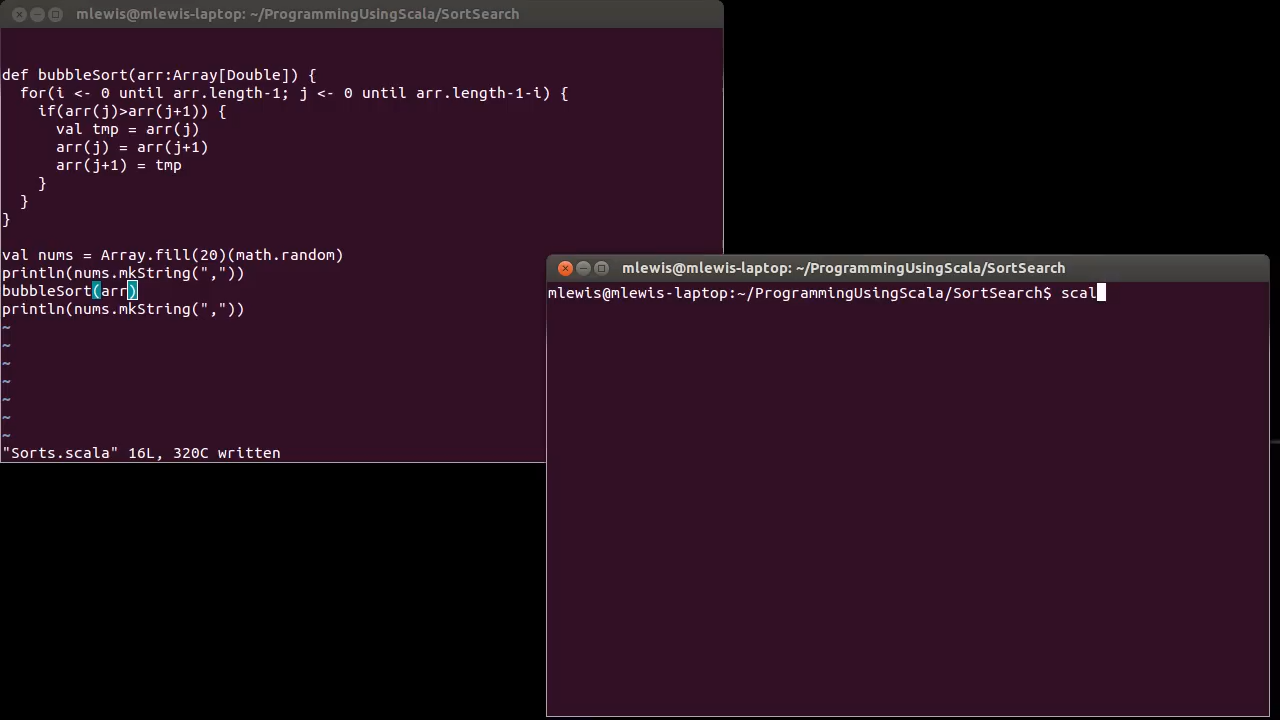 mlewis@mlewis-laptop: ~/ProgrammingUsingScala/SortSearch
def bubbleSort(arr:Array[Double]) {
  for(i <- 0 until arr.length-1; j <- 0 until arr.length-1-i) {
    if(arr(j)>arr(j+1)) {
      val tmp = arr(j)
      arr(j) = arr(j+1)
      arr(j+1) = tmp
    }
  }
}
val nums = Array.fill(20)(math.random)
println(nums.mkString(","))
bubbleSort(arr)
println(nums.mkString(","))
~
~
~
~
~
~
~
"Sorts.scala" 16L, 320C written
mlewis@mlewis-laptop: ~/ProgrammingUsingScala/SortSearch
mlewis@mlewis-laptop:~/ProgrammingUsingScala/SortSearch$ scal